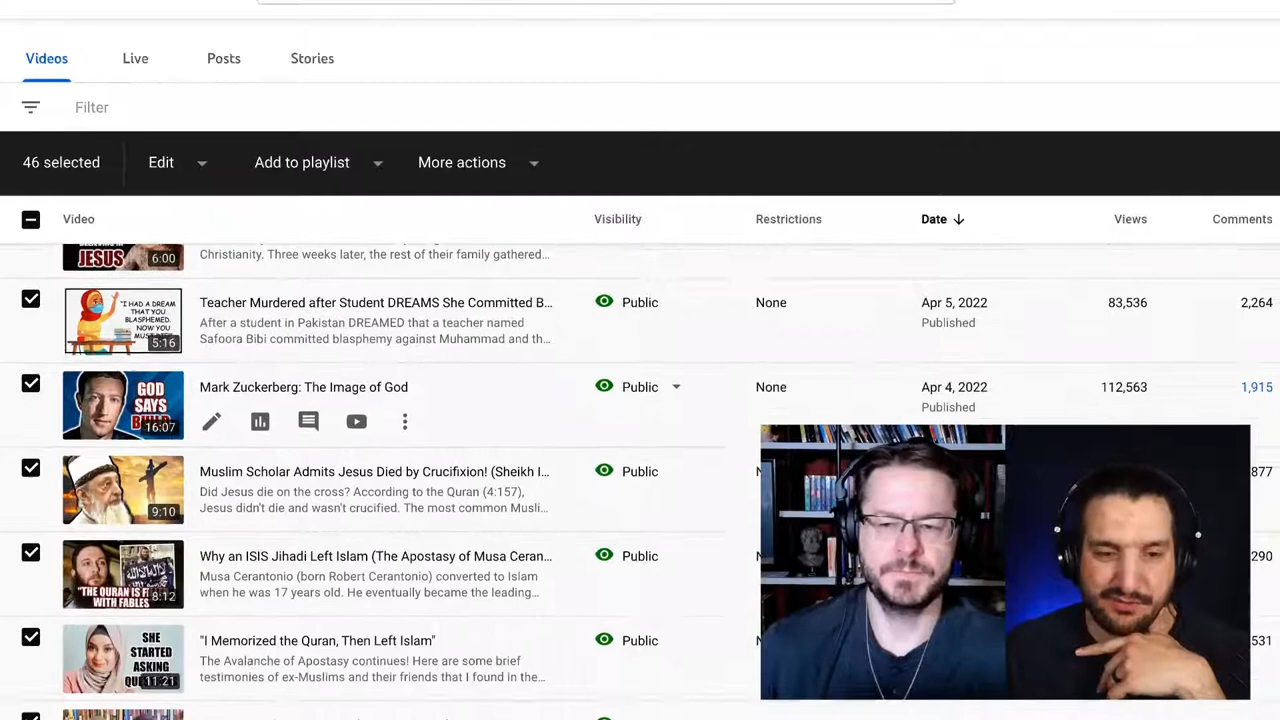 Videos Live Posts Stories
Filter
46 selected Edit Add to playlist More actions
Video Visibility Restrictions Date Views Comments
JESUS 6:00
Christianity. Three weeks later, the rest of their family gathered...
"I HAD A DREAM
THAT YOU
BLASPHEMED.
NOW YOU
5:16
Teacher Murdered after Student DREAMS She Committed B... Public None Apr 5, 2022 83,536 2,264
After a student in Pakistan DREAMED that a teacher named Published
Safoora Bibi committed blasphemy against Muhammad and th...
GOD
SAYS
16:07
Mark Zuckerberg: The Image of God Public None Apr 4, 2022 112,563 1,915
Published
9:10
Muslim Scholar Admits Jesus Died by Crucifixion! (Sheikh I... Public 877
Did Jesus die on the cross? According to the Quran (4:157),
Jesus didn't die and wasn't crucified. The most common Musli...
"THE QURAN IS
WITH FABLES
8:12
Why an ISIS Jihadi Left Islam (The Apostasy of Musa Ceran... Public 290
Musa Cerantonio (born Robert Cerantonio) converted to Islam
when he was 17 years old. He eventually became the leading...
SHE
STARTED
ASKING
11:21
"I Memorized the Quran, Then Left Islam" Public 531
The Avalanche of Apostasy continues! Here are some brief
testimonies of ex-Muslims and their friends that I found in the...